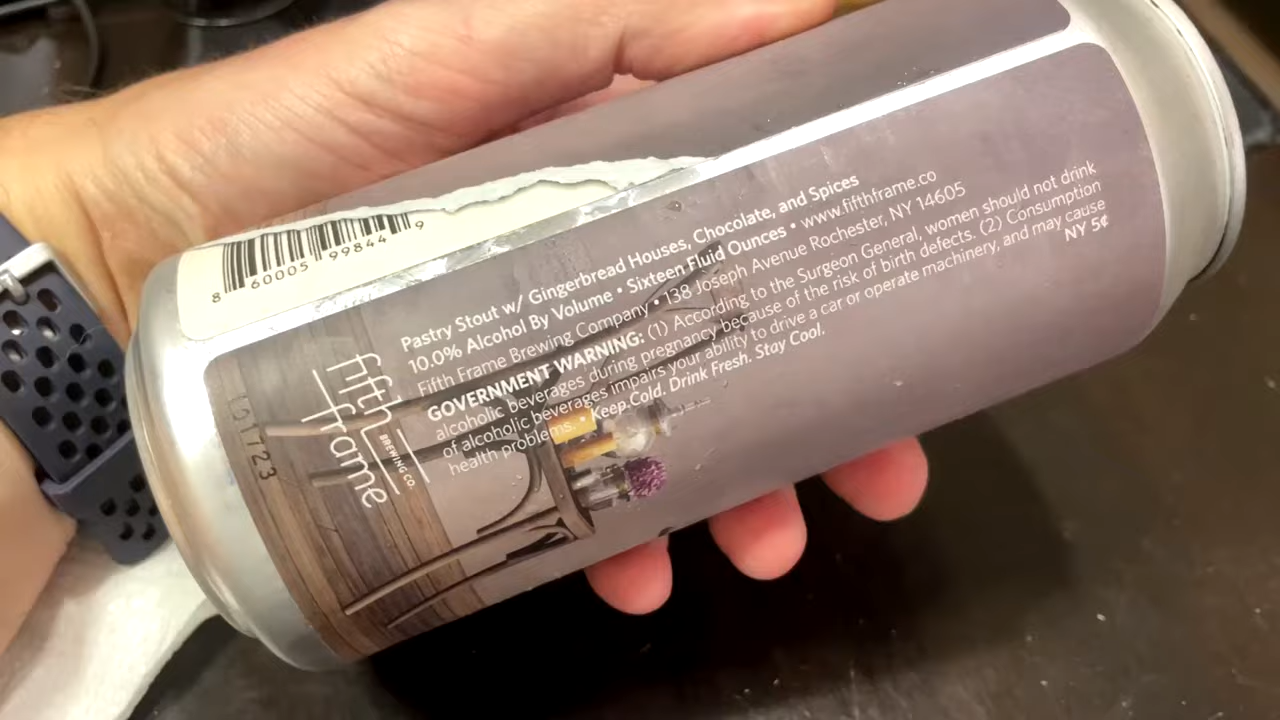 8 60005 99844 9
Pastry Stout w/ Gingerbread Houses, Chocolate, and Spices
10.0% Alcohol By Volume • Sixteen Fluid Ounces • www.fifthframe.co
Fifth Frame Brewing Company • 138 Joseph Avenue Rochester, NY 14605
GOVERNMENT WARNING: (1) According to the Surgeon General, women should not drink
alcoholic beverages during pregnancy because of the risk of birth defects. (2) Consumption
of alcoholic beverages impairs your ability to drive a car or operate machinery, and may cause
health problems. • Keep Cold. Drink Fresh. Stay Cool.
NY 5¢
fifth
frame
BREWING CO.
101723